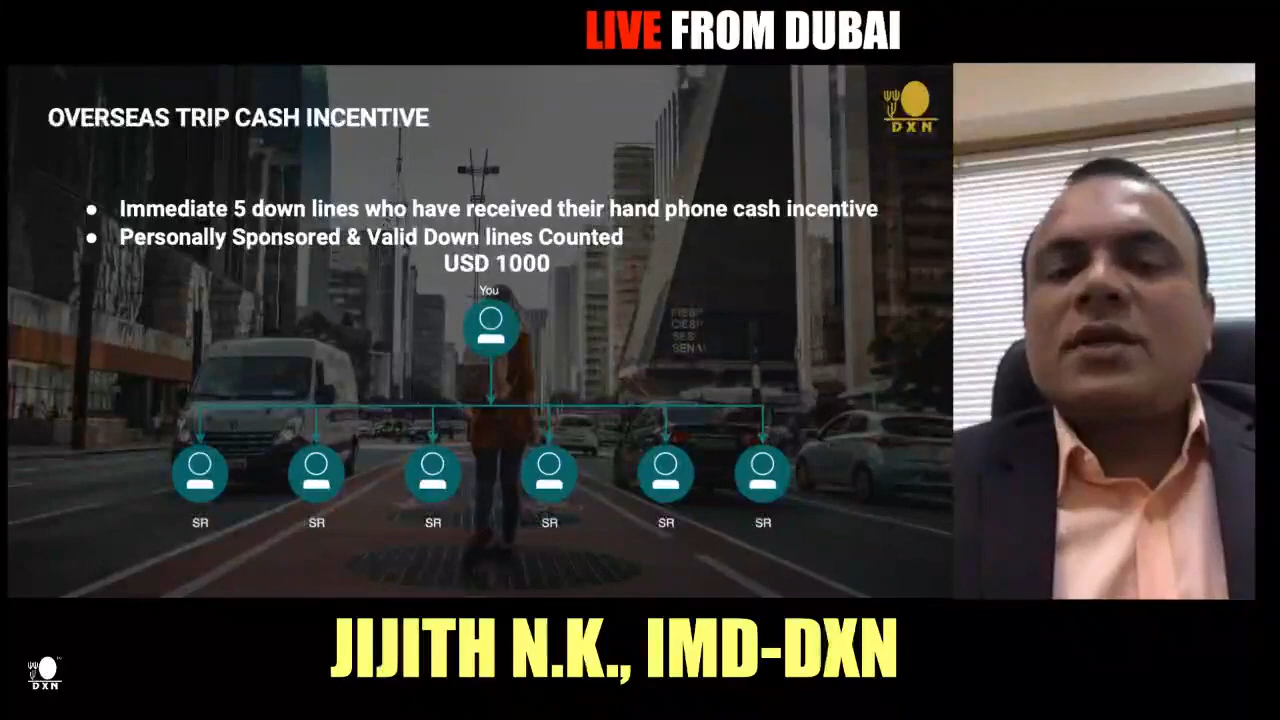 LIVE FROM DUBAI
OVERSEAS TRIP CASH INCENTIVE
DXN
● Immediate 5 down lines who have received their hand phone cash incentive
● Personally Sponsored & Valid Down lines Counted
USD 1000
You
SR SR SR SR SR SR
JIJITH N.K., IMD-DXN
DXN